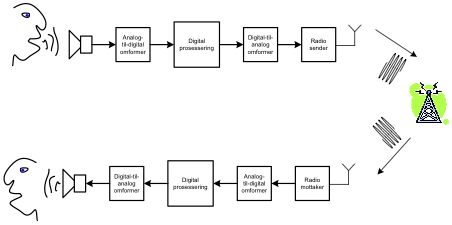 Analog-
til-digital
omformer
Digital
prosessering
Digital-til-
analog
omformer
Radio
sender
Digital-til-
analog
omformer
Digital
prosessering
Analog-
til-digital
omformer
Radio
mottaker